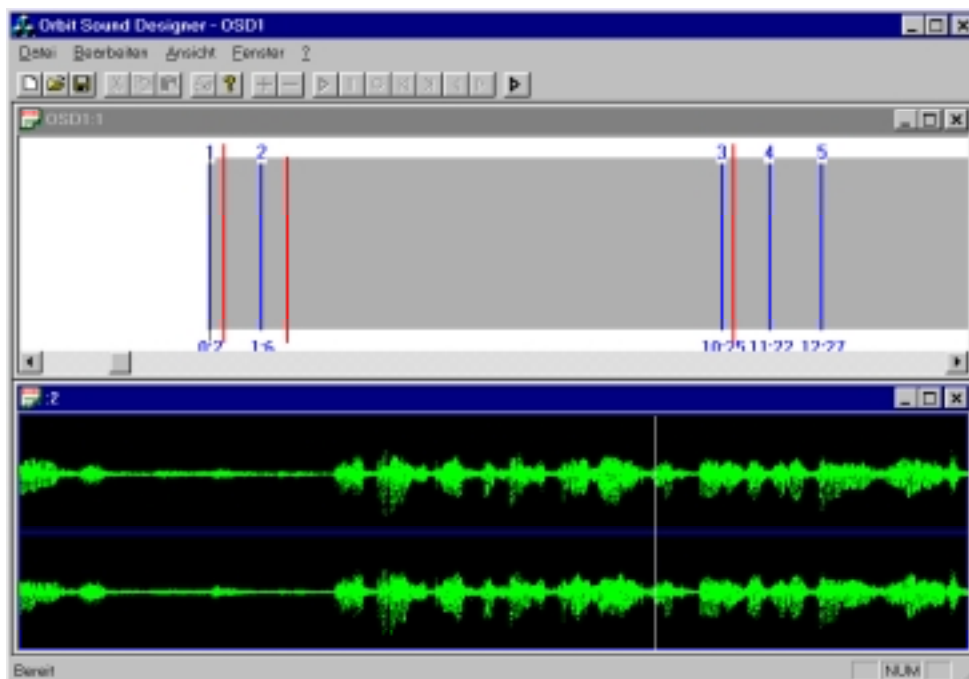 Orbit Sound Designer - OSD1
Datei Bearbeiten Ansicht Fenster ?
OSD1:1
1 2 3 4 5
0:2 1:6 10:25 11:22 12:27
:2
Bereit NUM